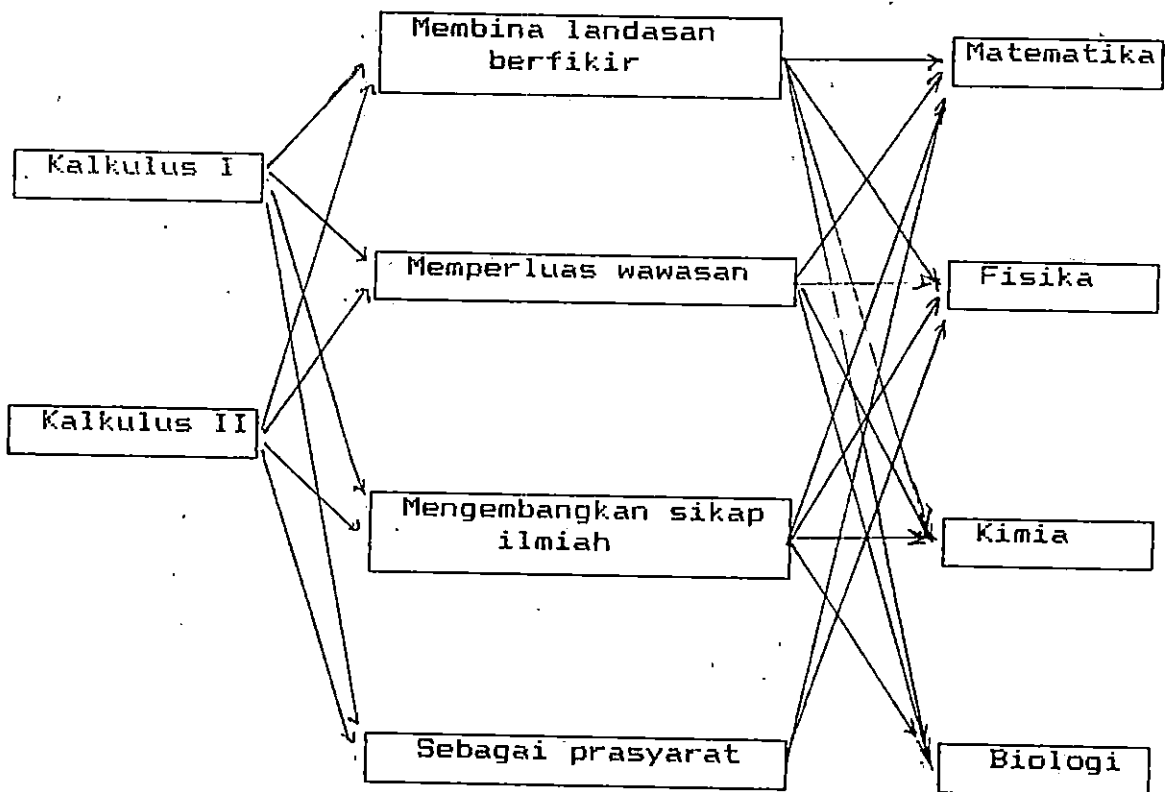 Membina landasan
berfikir
Matematika
Kalkulus I
Memperluas wawasan
Fisika
Kalkulus II
Mengembangkan sikap
ilmiah
Kimia
Sebagai prasyarat
Biologi